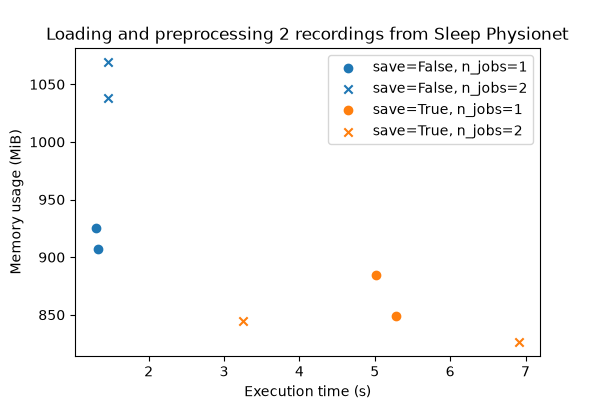 Loading and preprocessing 2 recordings from Sleep Physionet
save=False, n_jobs=1
save=False, n_jobs=2
save=True, n_jobs=1
save=True, n_jobs=2
Memory usage (MiB)
1050
1000
950
900
850
2 3 4 5 6 7
Execution time (s)